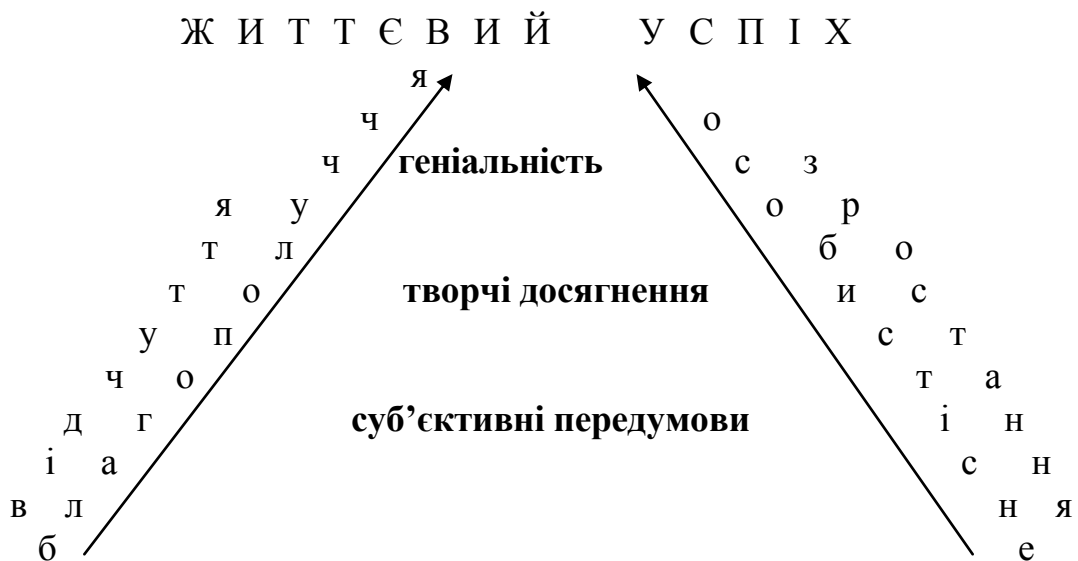 ЖИТТЄВИЙ УСПІХ
відчуття
благополуччя
геніальність
творчі досягнення
суб’єктивні передумови
особистісне
зростання